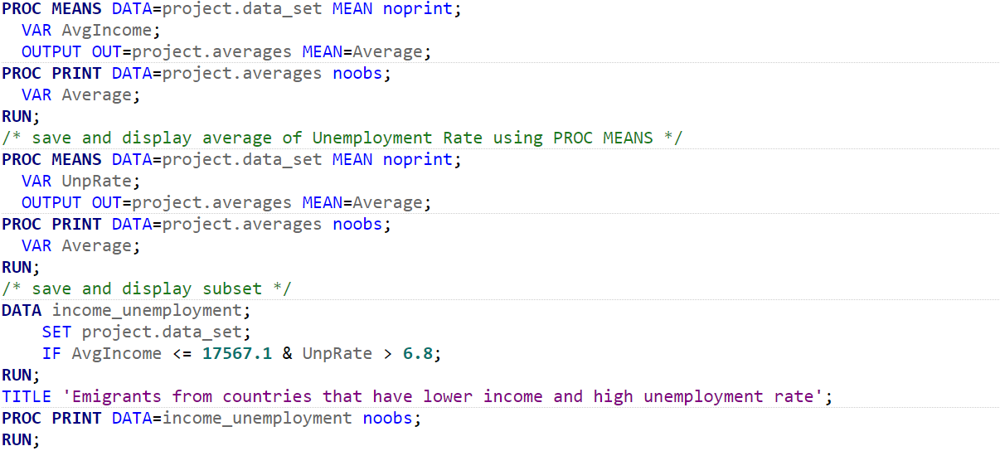 PROC MEANS DATA=project.data_set MEAN noprint;
  VAR AvgIncome;
  OUTPUT OUT=project.averages MEAN=Average;
PROC PRINT DATA=project.averages noobs;
  VAR Average;
RUN;
/* save and display average of Unemployment Rate using PROC MEANS */
PROC MEANS DATA=project.data_set MEAN noprint;
  VAR UnpRate;
  OUTPUT OUT=project.averages MEAN=Average;
PROC PRINT DATA=project.averages noobs;
  VAR Average;
RUN;
/* save and display subset */
DATA income_unemployment;
    SET project.data_set;
    IF AvgIncome <= 17567.1 & UnpRate > 6.8;
RUN;
TITLE 'Emigrants from countries that have lower income and high unemployment rate';
PROC PRINT DATA=income_unemployment noobs;
RUN;